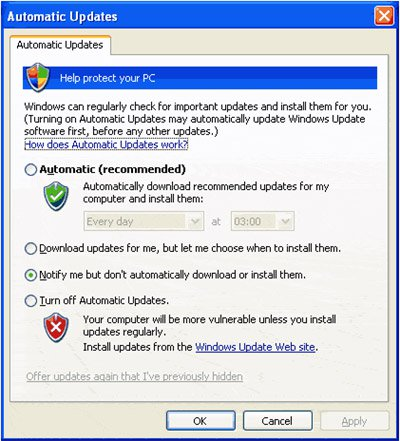 Automatic Updates
Automatic Updates
Help protect your PC
Windows can regularly check for important updates and install them for you.
(Turning on Automatic Updates may automatically update Windows Update
software first, before any other updates.)
How does Automatic Updates work?
Automatic (recommended)
Automatically download recommended updates for my
computer and install them:
Every day at 03:00
Download updates for me, but let me choose when to install them.
Notify me but don't automatically download or install them.
Turn off Automatic Updates.
Your computer will be more vulnerable unless you install
updates regularly.
Install updates from the Windows Update Web site.
Offer updates again that I've previously hidden
OK Cancel Apply